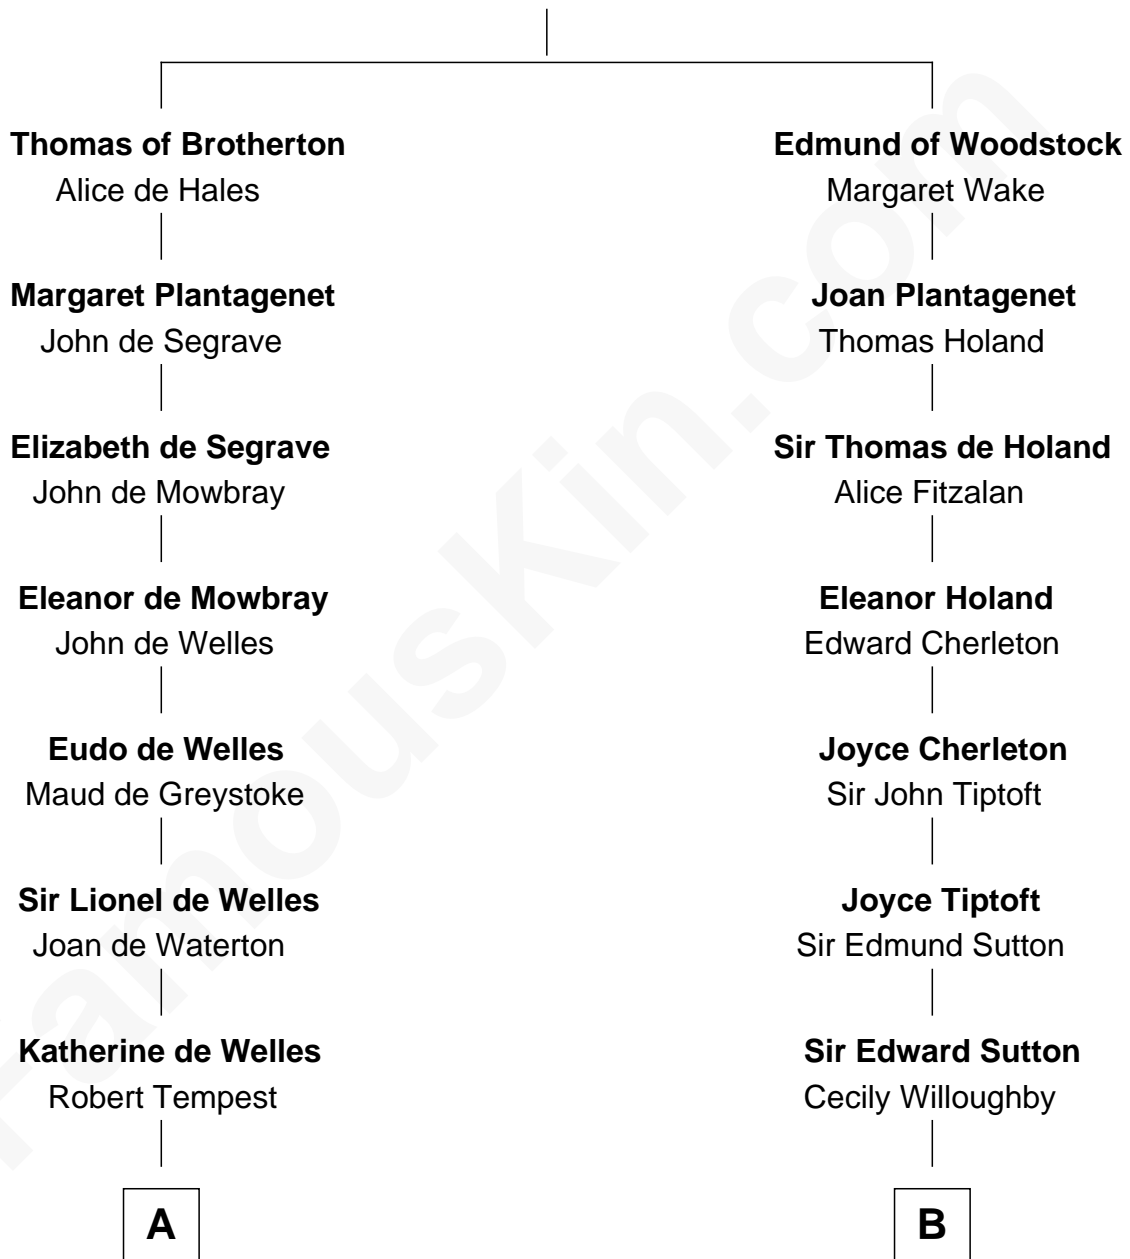 Thomas of Brotherton
Alice de Hales
Margaret Plantagenet
John de Segrave
Elizabeth de Segrave
John de Mowbray
Eleanor de Mowbray
John de Welles
Eudo de Welles
Maud de Greystoke
Sir Lionel de Welles
Joan de Waterton
Katherine de Welles
Robert Tempest
A
Edmund of Woodstock
Margaret Wake
Joan Plantagenet
Thomas Holand
Sir Thomas de Holand
Alice Fitzalan
Eleanor Holand
Edward Cherleton
Joyce Cherleton
Sir John Tiptoft
Joyce Tiptoft
Sir Edmund Sutton
Sir Edward Sutton
Cecily Willoughby
B
FamousKin.com